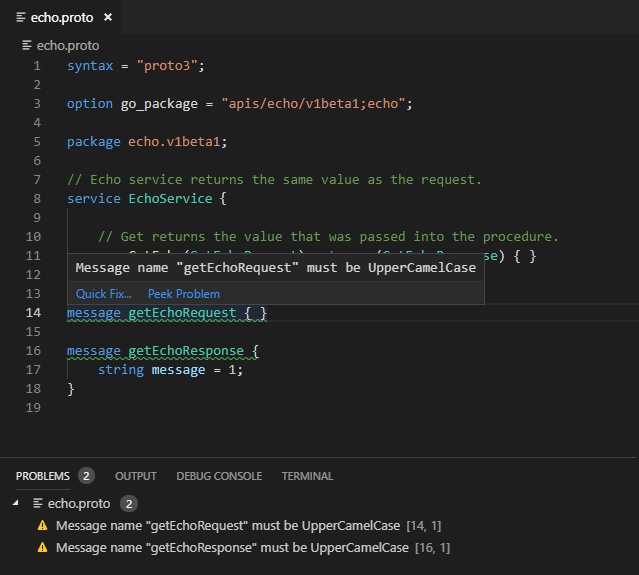 echo.proto ×
echo.proto
1 syntax = "proto3";
2
3 option go_package = "apis/echo/v1beta1;echo";
4
5 package echo.v1beta1;
6
7 // Echo service returns the same value as the request.
8 service EchoService {
9
10 // Get returns the value that was passed into the procedure.
11 { }
Message name "getEchoRequest" must be UpperCamelCase
12
Quick Fix... Peek Problem
13
14 message getEchoRequest { }
15
16 message getEchoResponse {
17 string message = 1;
18 }
19
PROBLEMS 2 OUTPUT DEBUG CONSOLE TERMINAL
echo.proto 2
Message name "getEchoRequest" must be UpperCamelCase [14, 1]
Message name "getEchoResponse" must be UpperCamelCase [16, 1]